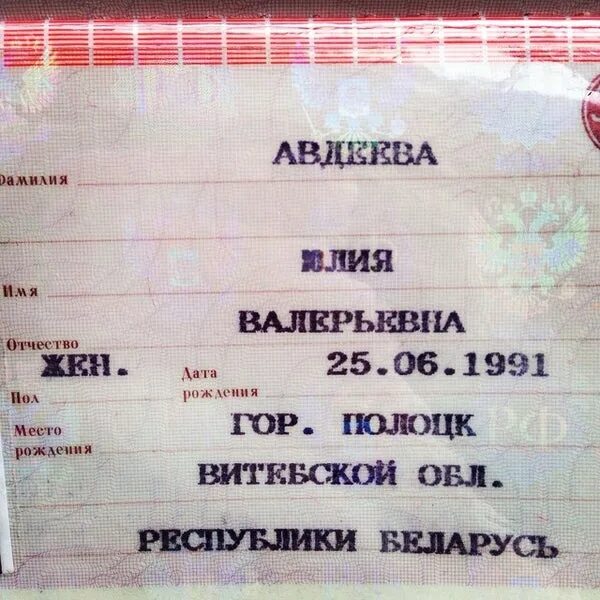 АВДЕЕВА
Фамилия
ЮЛИЯ
Имя
ВАЛЕРЬЕВНА
Отчество
ЖЕН. Дата рождения 25.06.1991
Пол
Место рождения ГОР. ПОЛОЦК
ВИТЕБСКОЙ ОБЛ.
РЕСПУБЛИКИ БЕЛАРУСЬ
РФ